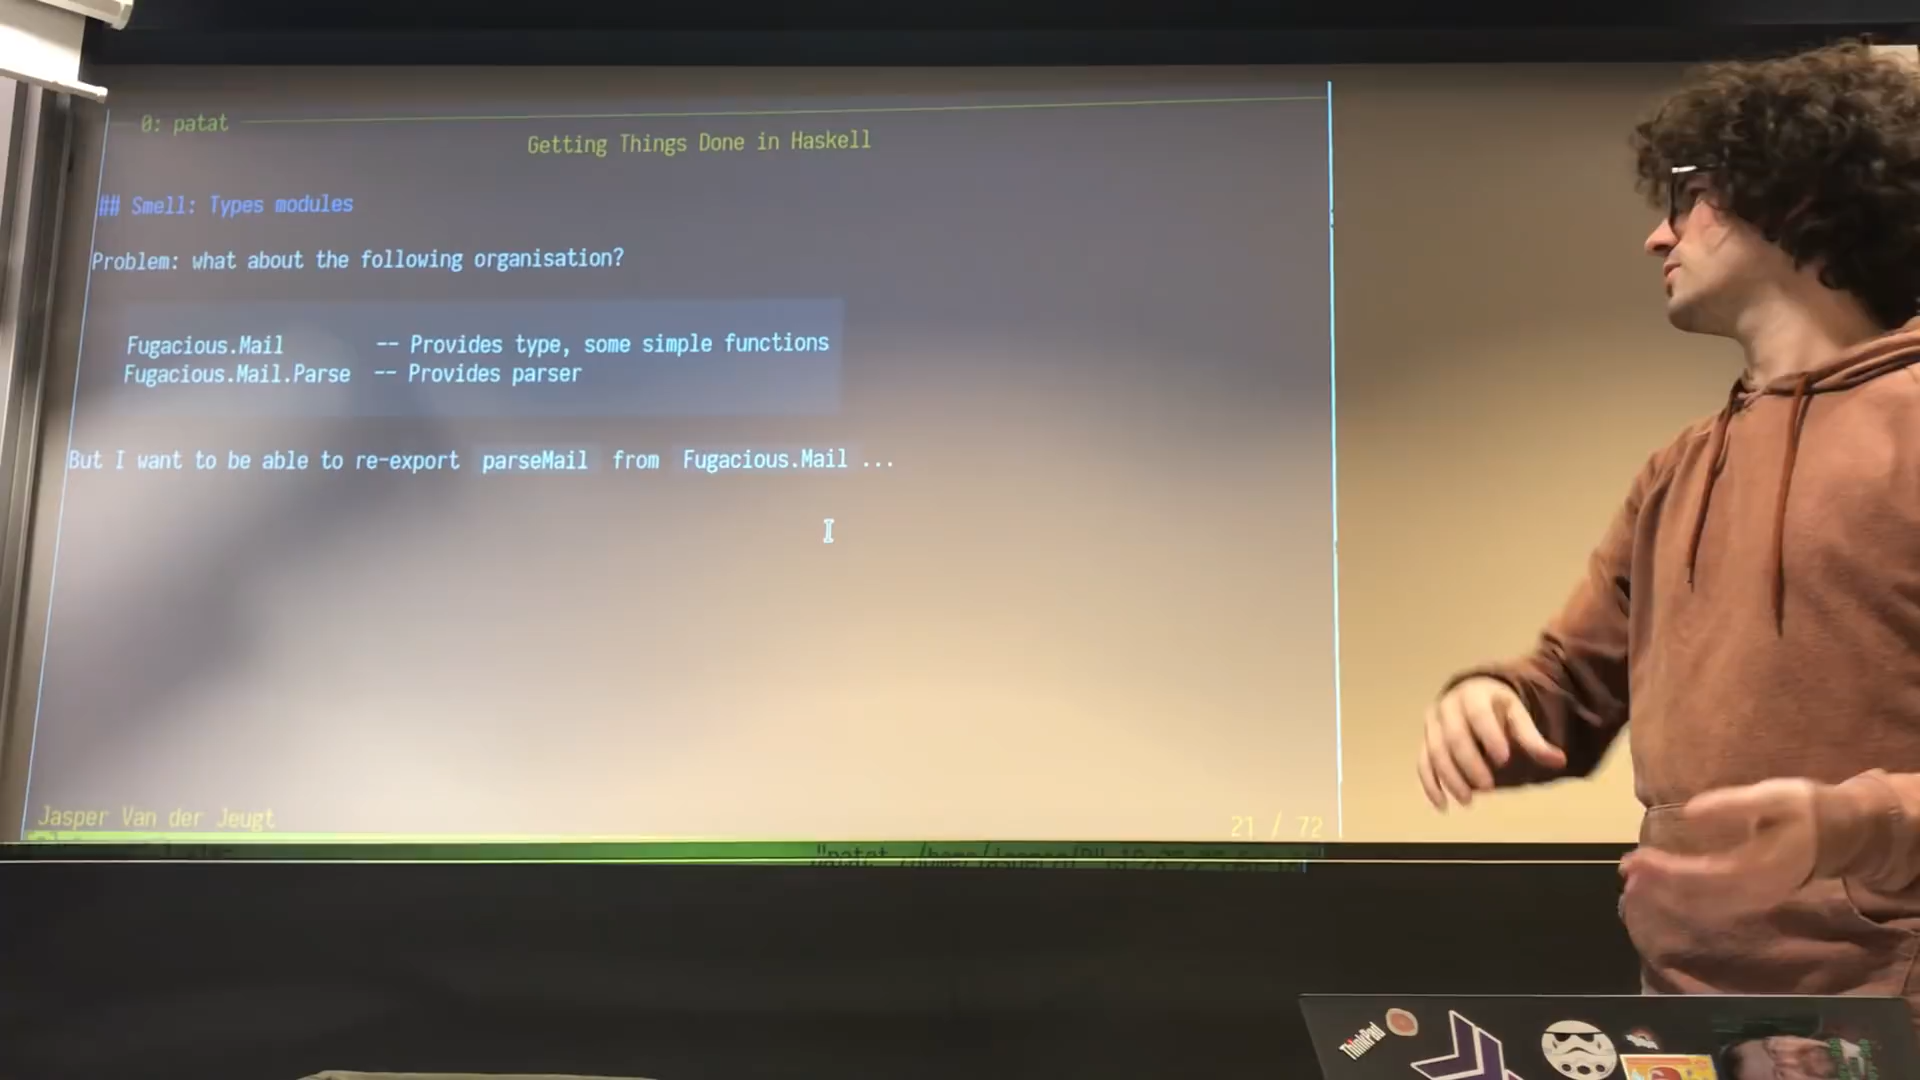 0: patat
Getting Things Done in Haskell
## Smell: Types modules
Problem: what about the following organisation?
Fugacious.Mail -- Provides type, some simple functions
Fugacious.Mail.Parse -- Provides parser
But I want to be able to re-export parseMail from Fugacious.Mail ...
Jasper Van der Jeugt
21 / 72
ThinkPad